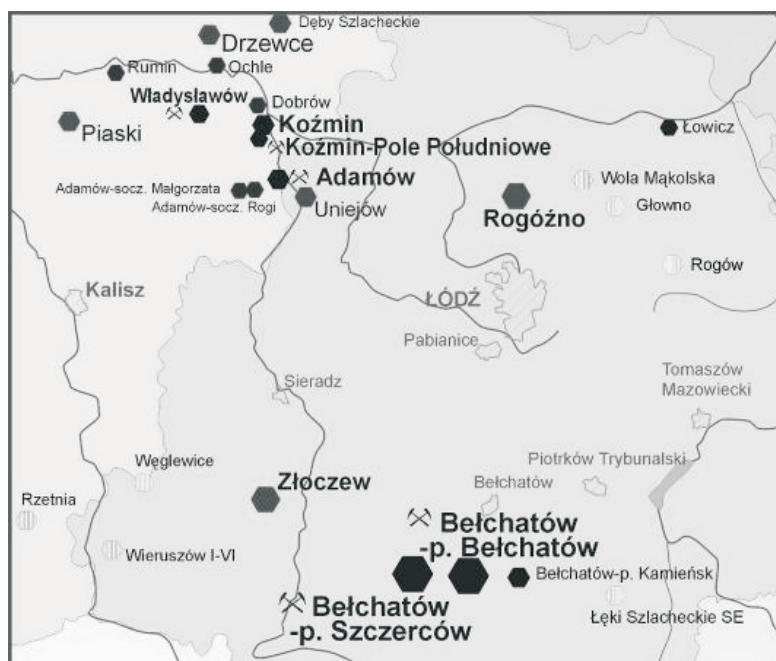 Dęby Szlacheckie
Drzewce
Rumin
Ochle
Władysławów
Dobrów
Piaski
Koźmin
Łowicz
Koźmin-Pole Południowe
Adamów
Wola Mąkolska
Adamów-socz. Małgorzata
Adamów-socz. Rogi
Uniejów
Rogóźno
Głowno
Rogów
Kalisz
ŁÓDŹ
Pabianice
Tomaszów
Mazowiecki
Sieradz
Węglewice
Piotrków Trybunalski
Złoczew
Bełchatów
Rzetnia
Bełchatów
-p. Bełchatów
Wieruszów I-VI
Bełchatów-p. Kamieńsk
Bełchatów
-p. Szczerców
Łęki Szlacheckie SE